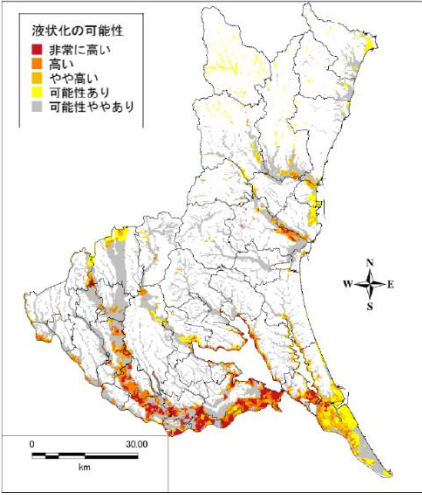 液状化の可能性
非常に高い
高い
やや高い
可能性あり
可能性ややあり
N
W E
S
0 30.00
km